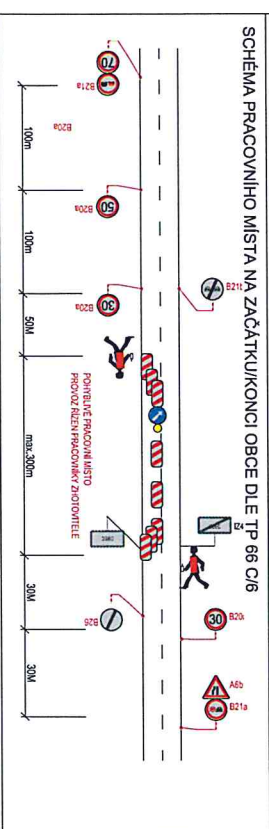 SCHÉMA PRACOVNÍHO MÍSTA NA ZAČÁTKU/KONCI OBCE DLE TP 66 C/6
70
B21a
B20a
50
B20a
30
B20a
B21b
POHYBLIVÉ PRACOVNÍ MÍSTO
PROVOZ ŘÍZEN PRACOVNÍKY ZHOTOVITELE
IZ4
B26
30
B20a
A6b
B21a
100m
100m
50M
max.300m
30M
30M